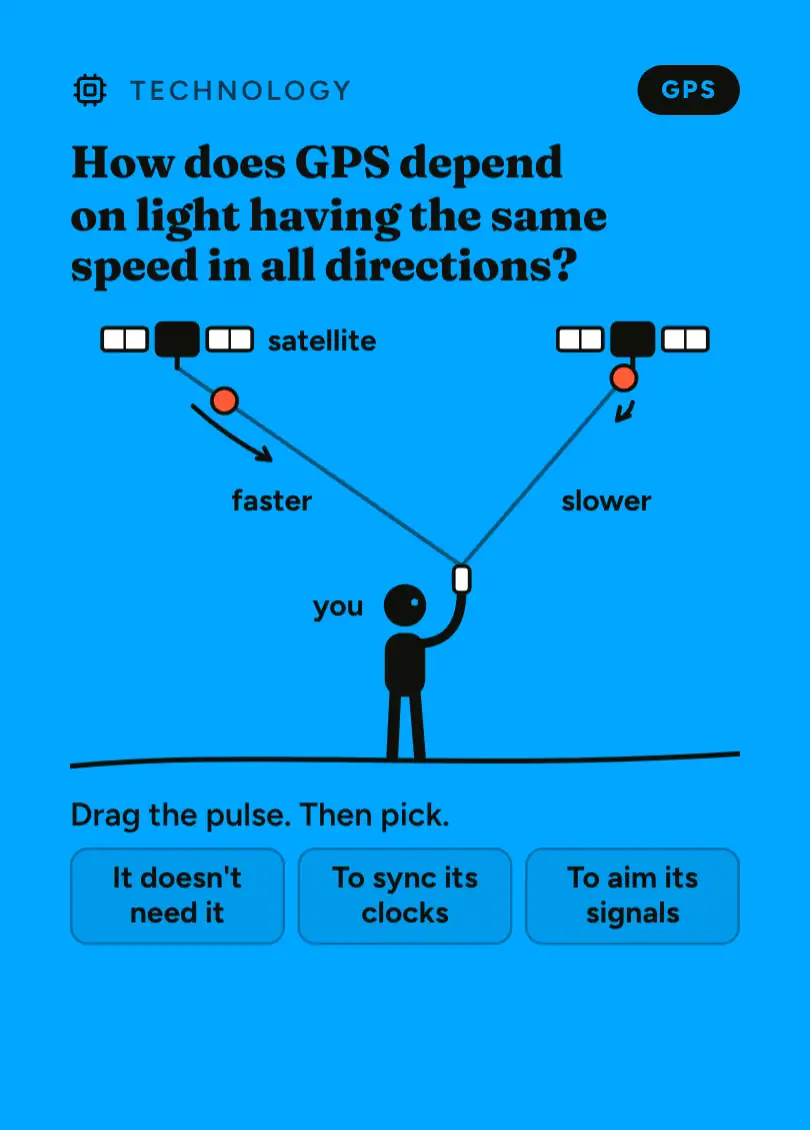 TECHNOLOGY
GPS
How does GPS depend
on light having the same
speed in all directions?
satellite
faster
slower
you
Drag the pulse. Then pick.
It doesn't
need it
To sync its
clocks
To aim its
signals